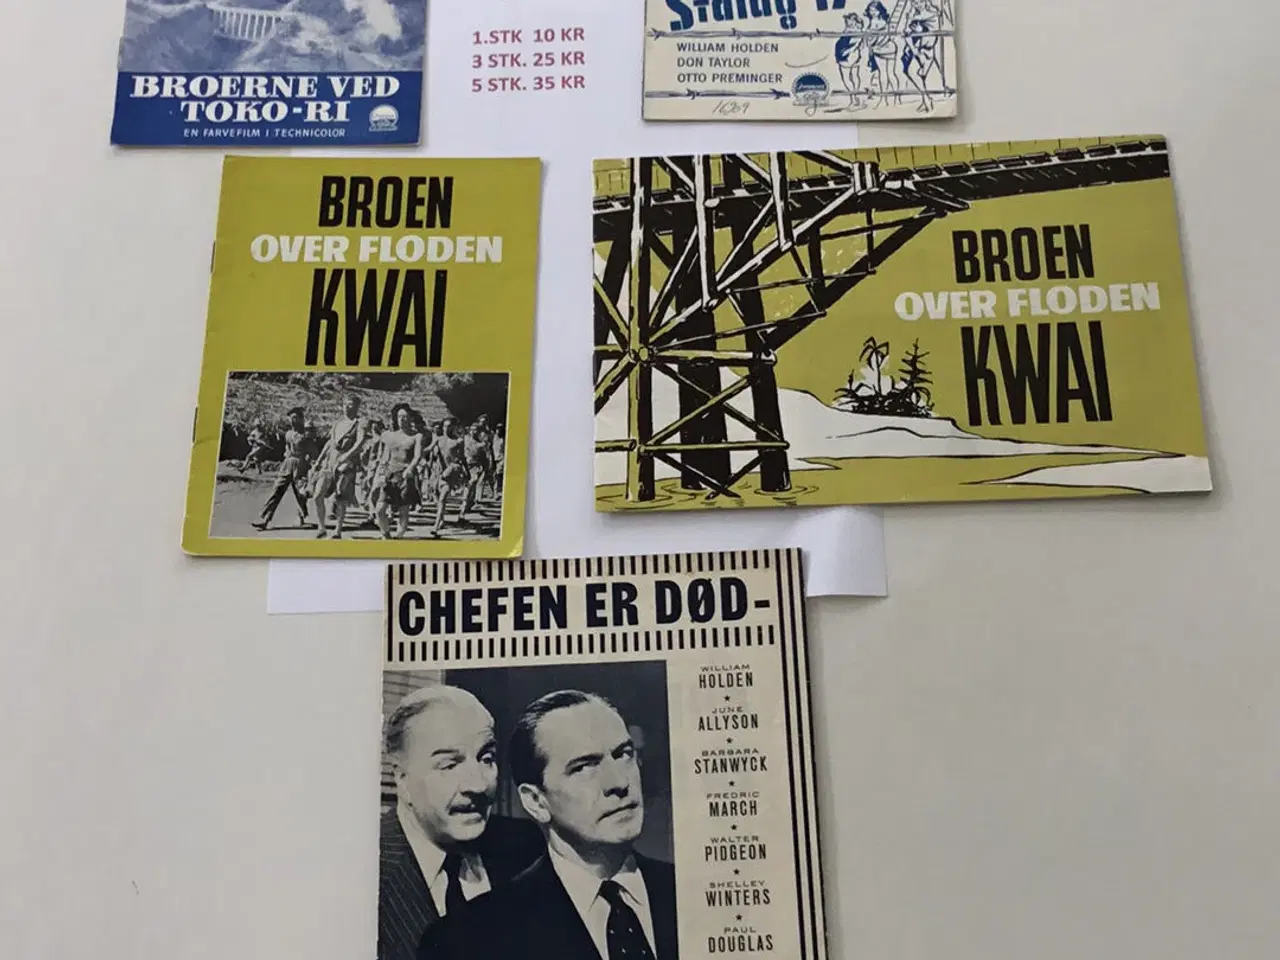 BROERNE VED
TOKO-RI
EN FARVEFILM I TECHNICOLOR
1.STK 10 KR
3 STK. 25 KR
5 STK. 35 KR
Stalag 17
WILLIAM HOLDEN
DON TAYLOR
OTTO PREMINGER
BROEN
OVER FLODEN
KWAI
BROEN
OVER FLODEN
KWAI
CHEFEN ER DØD-
WILLIAM
HOLDEN
JUNE
ALLYSON
BARBARA
STANWYCK
FREDRIC
MARCH
WALTER
PIDGEON
SHELLEY
WINTERS
PAUL
DOUGLAS